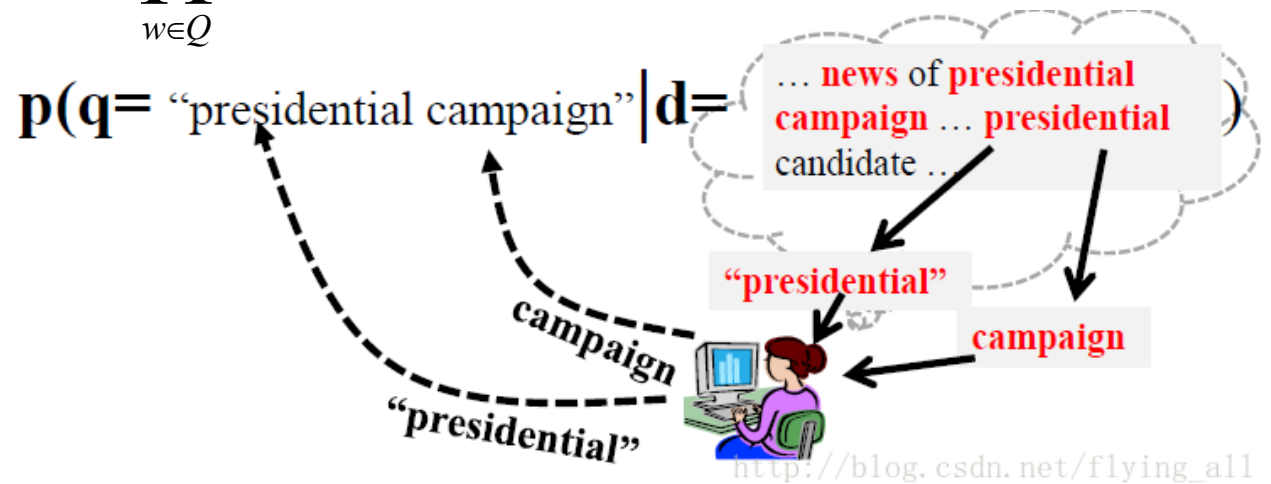 w∈Q
p(q= “presidential campaign”|d=
… news of presidential
campaign … presidential
candidate …
)
“presidential”
campaign
campaign
“presidential”
http://blog.csdn.net/flying_all